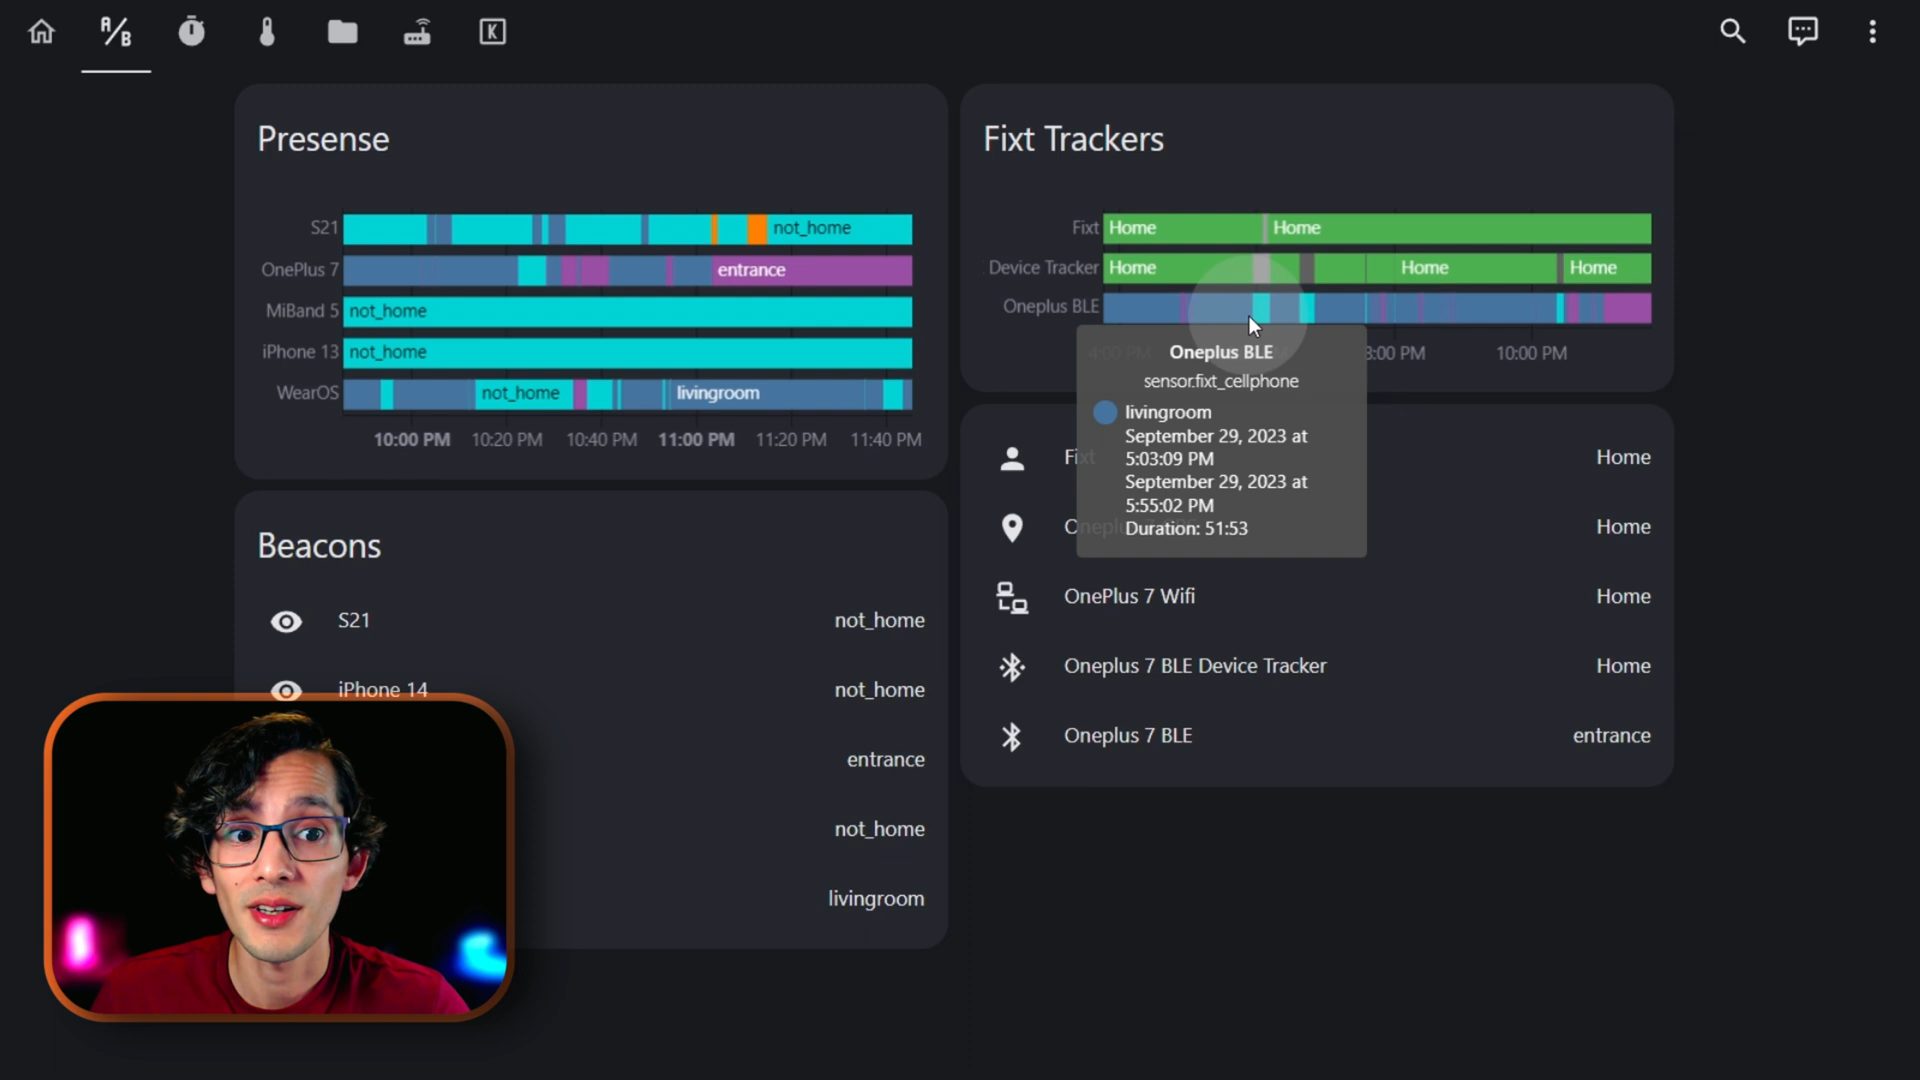 A/B
K
Presense
S21
not_home
OnePlus 7
entrance
MiBand 5
not_home
iPhone 13
not_home
WearOS
not_home
livingroom
10:00 PM
10:20 PM
10:40 PM
11:00 PM
11:20 PM
11:40 PM
Beacons
S21
not_home
iPhone 14
not_home
entrance
not_home
livingroom
Fixt Trackers
Fixt
Home
Home
Device Tracker
Home
Home
Home
Oneplus BLE
4:00 PM
8:00 PM
10:00 PM
Oneplus BLE
sensor.fixt_cellphone
livingroom
September 29, 2023 at
5:03:09 PM
September 29, 2023 at
5:55:02 PM
Duration: 51:53
Fixt
Home
Home
OnePlus 7 Wifi
Home
Oneplus 7 BLE Device Tracker
Home
Oneplus 7 BLE
entrance